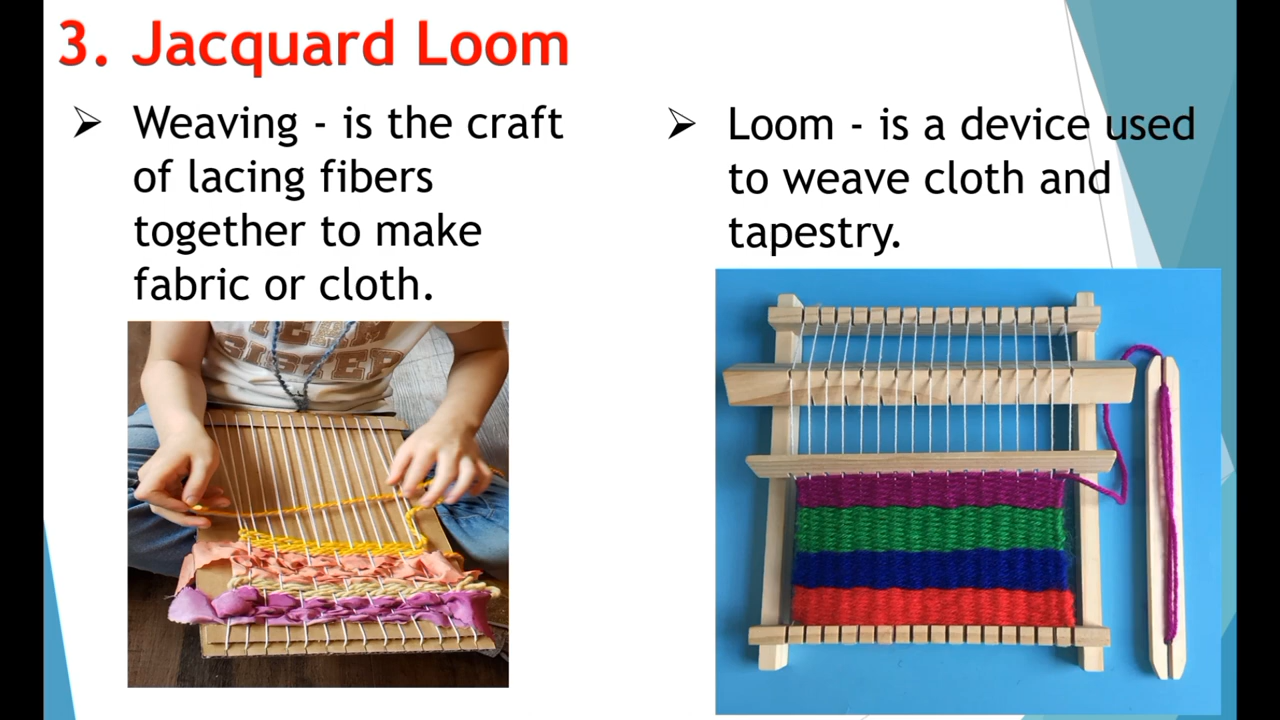 3. Jacquard Loom
➢ Weaving - is the craft
of lacing fibers
together to make
fabric or cloth.
➢ Loom - is a device used
to weave cloth and
tapestry.
SISTER